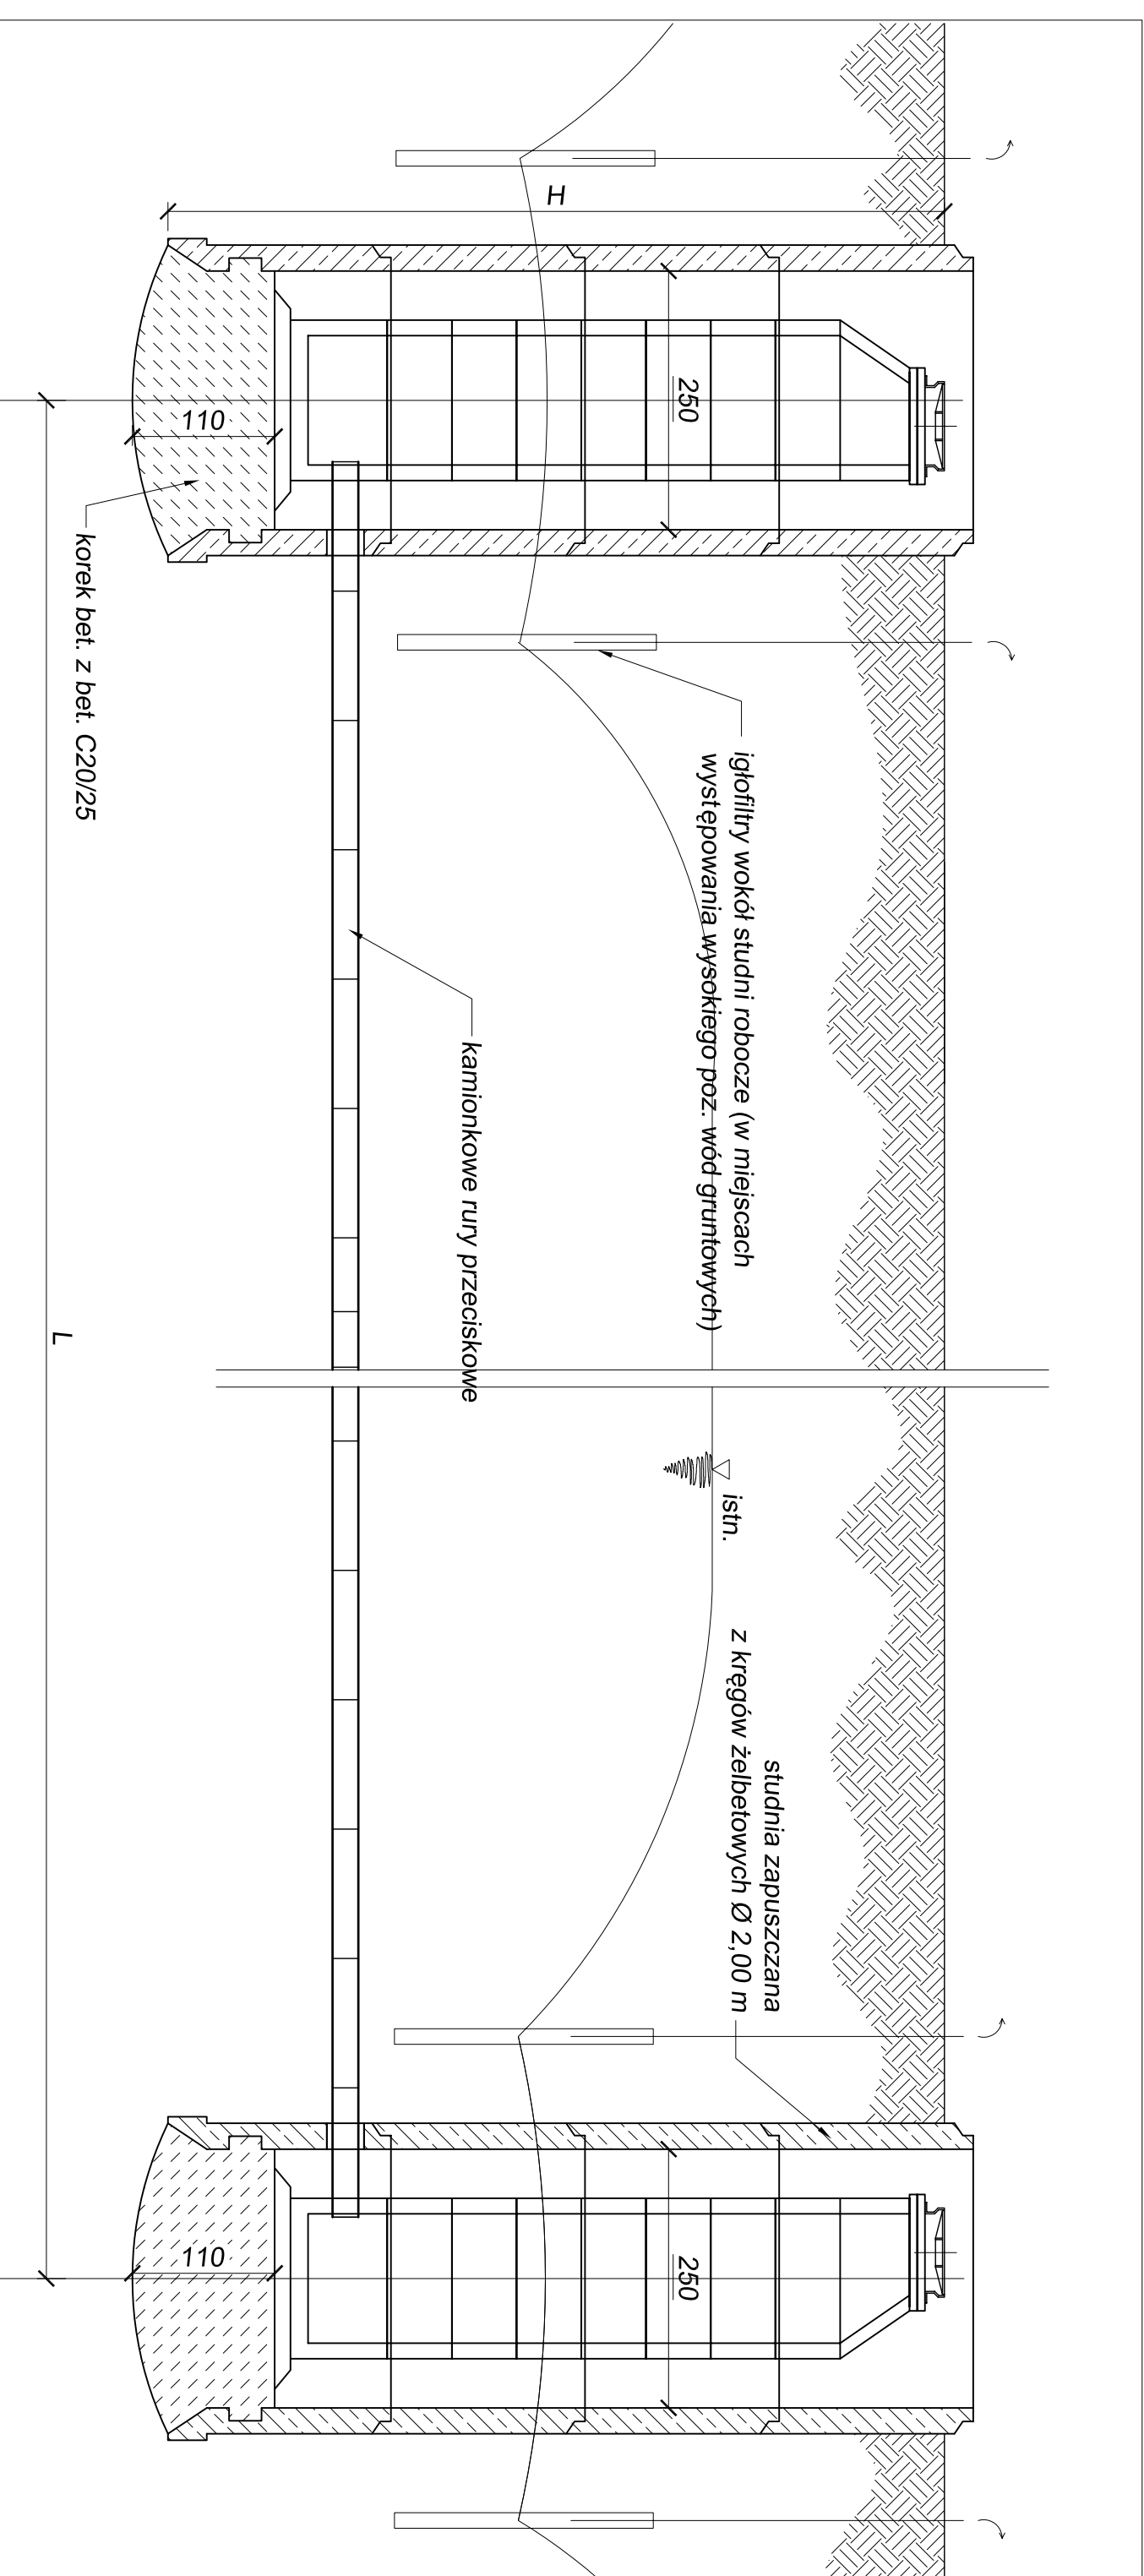 H
250
110
korek bet. z bet. C20/25
igłofiltry wokół studni robocze (w miejscach
występowania wysokiego poz. wód gruntowych)
kamionkowe rury przeciskowe
L
istn.
studnia zapuszczana
z kręgów żelbetowych Ø 2,00 m
250
110